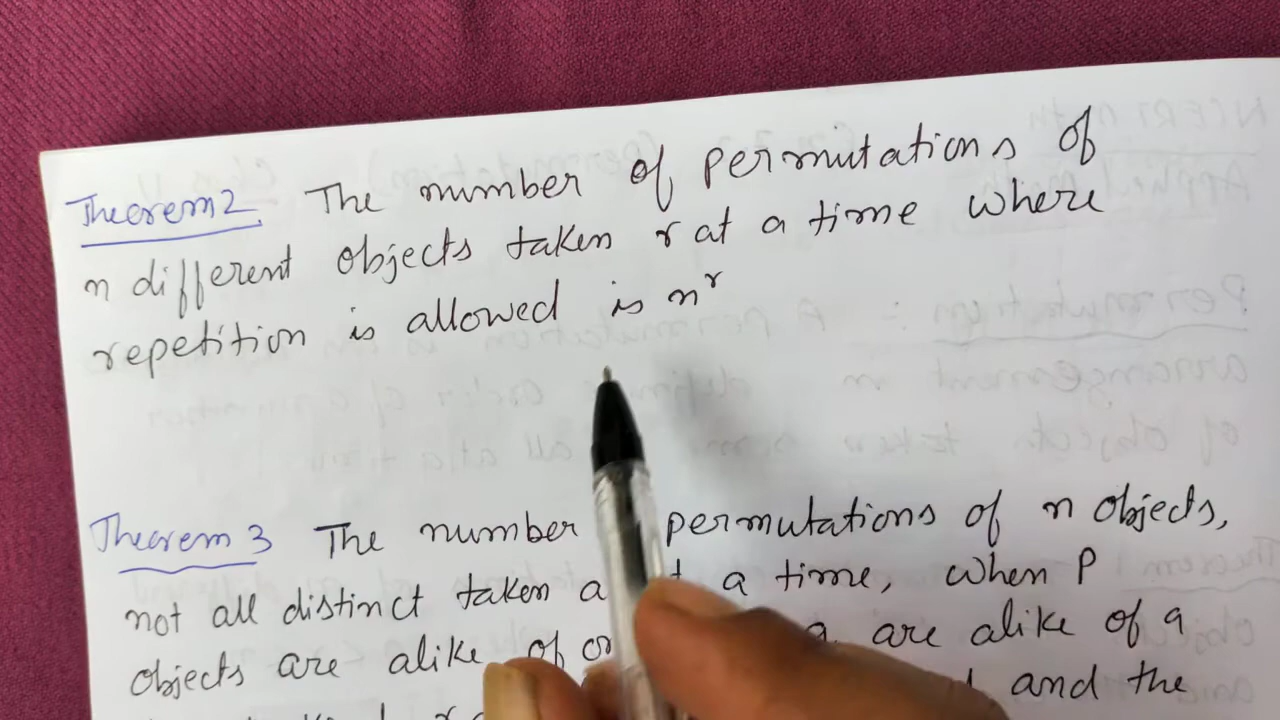 Theorem 2. The number of permutations of
n different objects taken r at a time where
repetition is allowed is nʳ
Theorem 3 The number permutations of n objects,
not all distinct taken a time, when P
objects are alike of are alike of a
and the